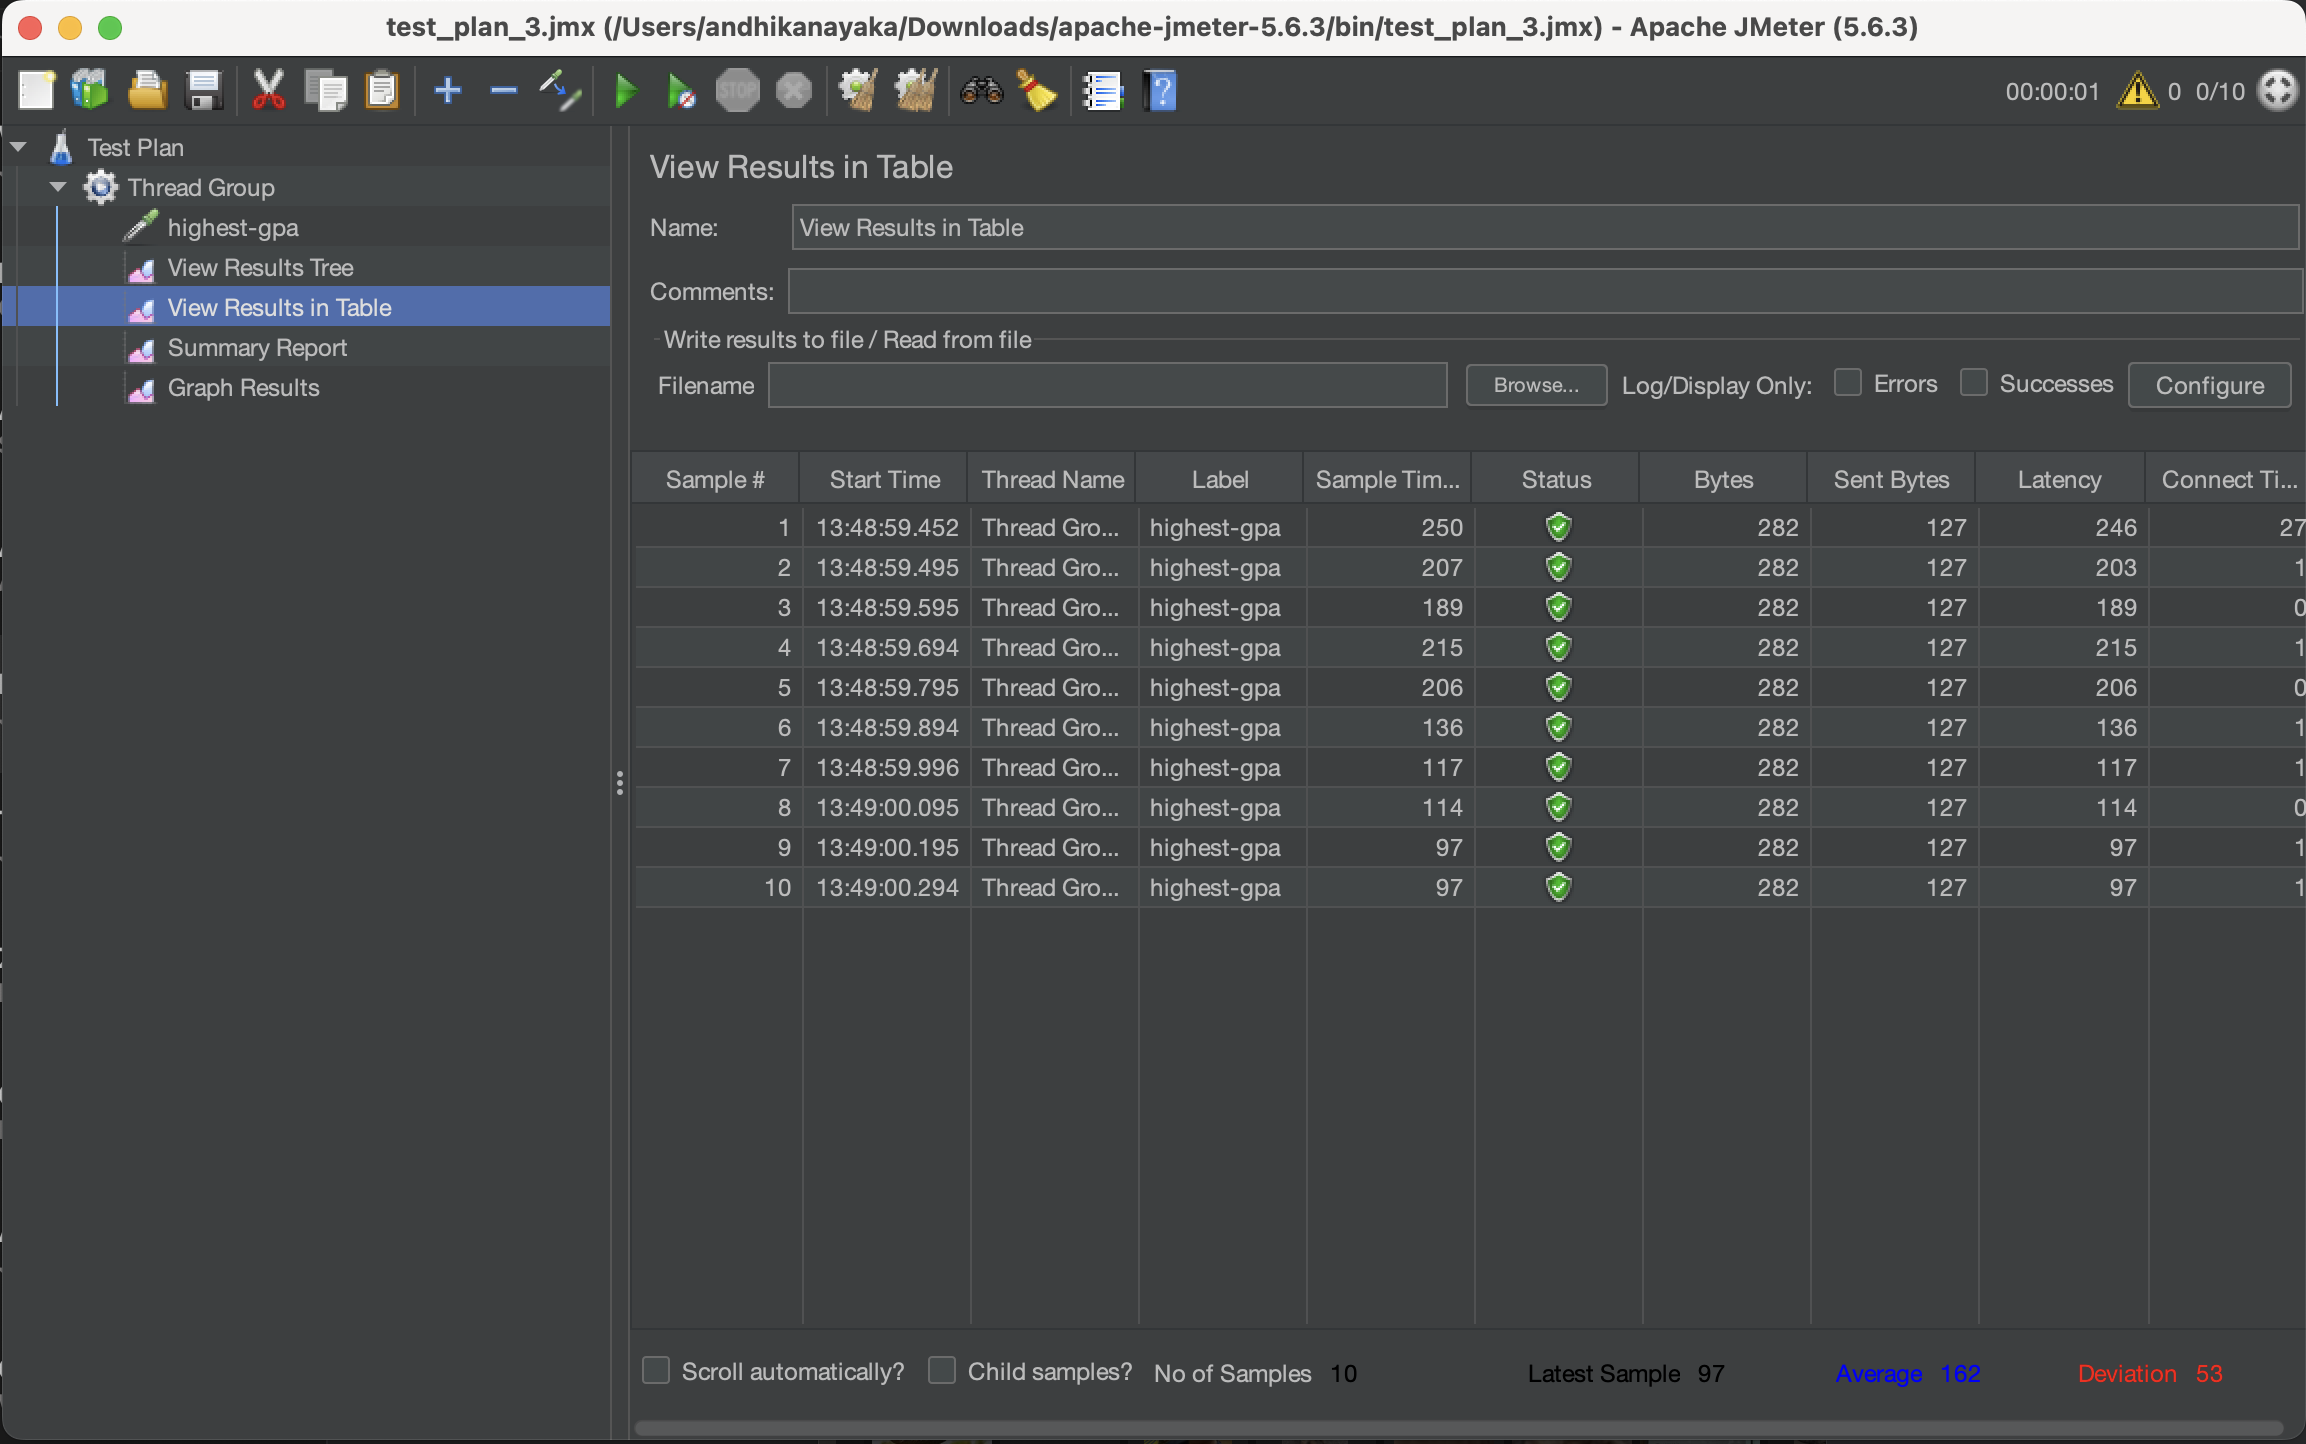 test_plan_3.jmx (/Users/andhikanayaka/Downloads/apache-jmeter-5.6.3/bin/test_plan_3.jmx) - Apache JMeter (5.6.3)
STOP
00:00:01 0 0/10
Test Plan
Thread Group
highest-gpa
View Results Tree
View Results in Table
Summary Report
Graph Results
View Results in Table
Name: View Results in Table
Comments:
Write results to file / Read from file
Filename Browse... Log/Display Only: Errors Successes Configure
Sample # Start Time Thread Name Label Sample Tim... Status Bytes Sent Bytes Latency Connect Ti...
1 13:48:59.452 Thread Gro... highest-gpa 250 282 127 246 27
2 13:48:59.495 Thread Gro... highest-gpa 207 282 127 203 1
3 13:48:59.595 Thread Gro... highest-gpa 189 282 127 189 0
4 13:48:59.694 Thread Gro... highest-gpa 215 282 127 215 1
5 13:48:59.795 Thread Gro... highest-gpa 206 282 127 206 0
6 13:48:59.894 Thread Gro... highest-gpa 136 282 127 136 1
7 13:48:59.996 Thread Gro... highest-gpa 117 282 127 117 1
8 13:49:00.095 Thread Gro... highest-gpa 114 282 127 114 0
9 13:49:00.195 Thread Gro... highest-gpa 97 282 127 97 1
10 13:49:00.294 Thread Gro... highest-gpa 97 282 127 97 1
Scroll automatically? Child samples? No of Samples 10 Latest Sample 97 Average 162 Deviation 53